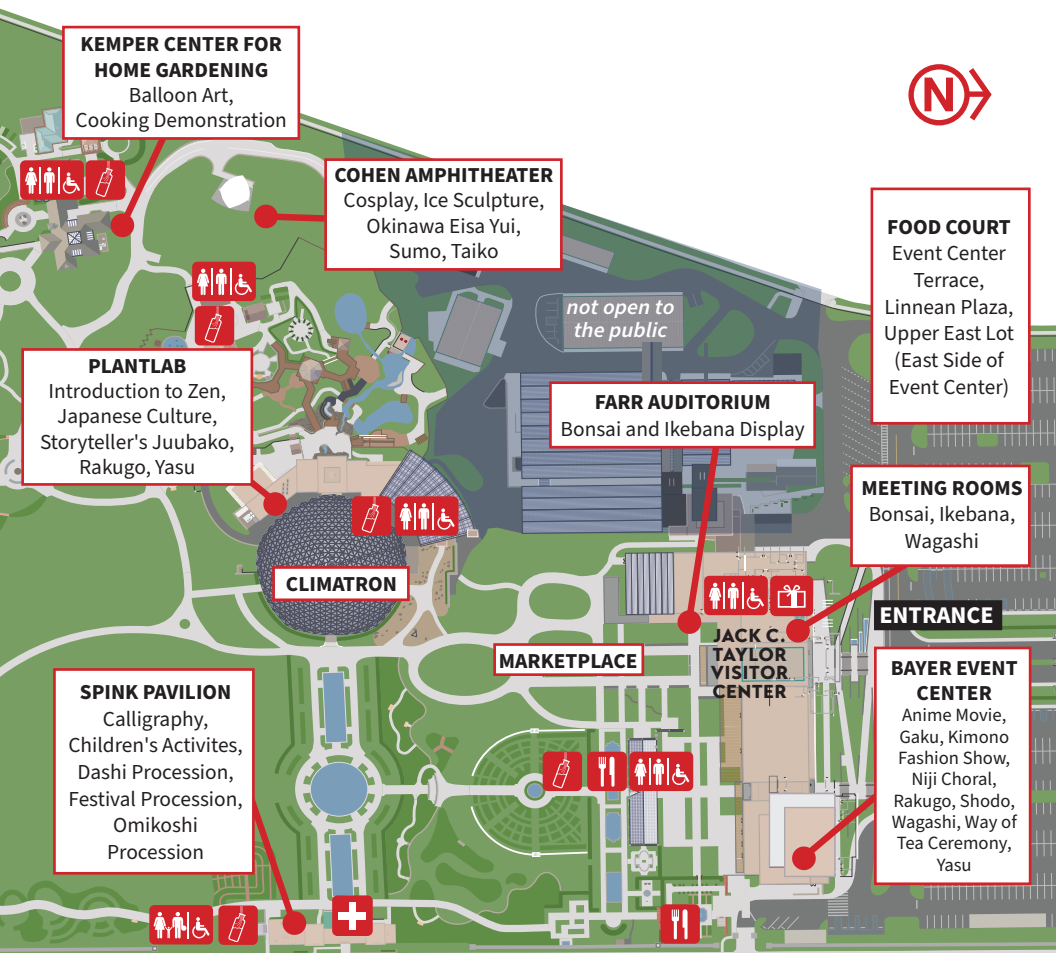 KEMPER CENTER FOR
HOME GARDENING
Balloon Art,
Cooking Demonstration
N
COHEN AMPHITHEATER
Cosplay, Ice Sculpture,
Okinawa Eisa Yui,
Sumo, Taiko
FOOD COURT
Event Center
Terrace,
Linnean Plaza,
Upper East Lot
(East Side of
Event Center)
not open to
the public
PLANTLAB
Introduction to Zen,
Japanese Culture,
Storyteller's Juubako,
Rakugo, Yasu
FARR AUDITORIUM
Bonsai and Ikebana Display
MEETING ROOMS
Bonsai, Ikebana,
Wagashi
CLIMATRON
ENTRANCE
JACK C.
TAYLOR
VISITOR
CENTER
MARKETPLACE
SPINK PAVILION
Calligraphy,
Children's Activites,
Dashi Procession,
Festival Procession,
Omikoshi
Procession
BAYER EVENT
CENTER
Anime Movie,
Gaku, Kimono
Fashion Show,
Niji Choral,
Rakugo, Shodo,
Wagashi, Way of
Tea Ceremony,
Yasu